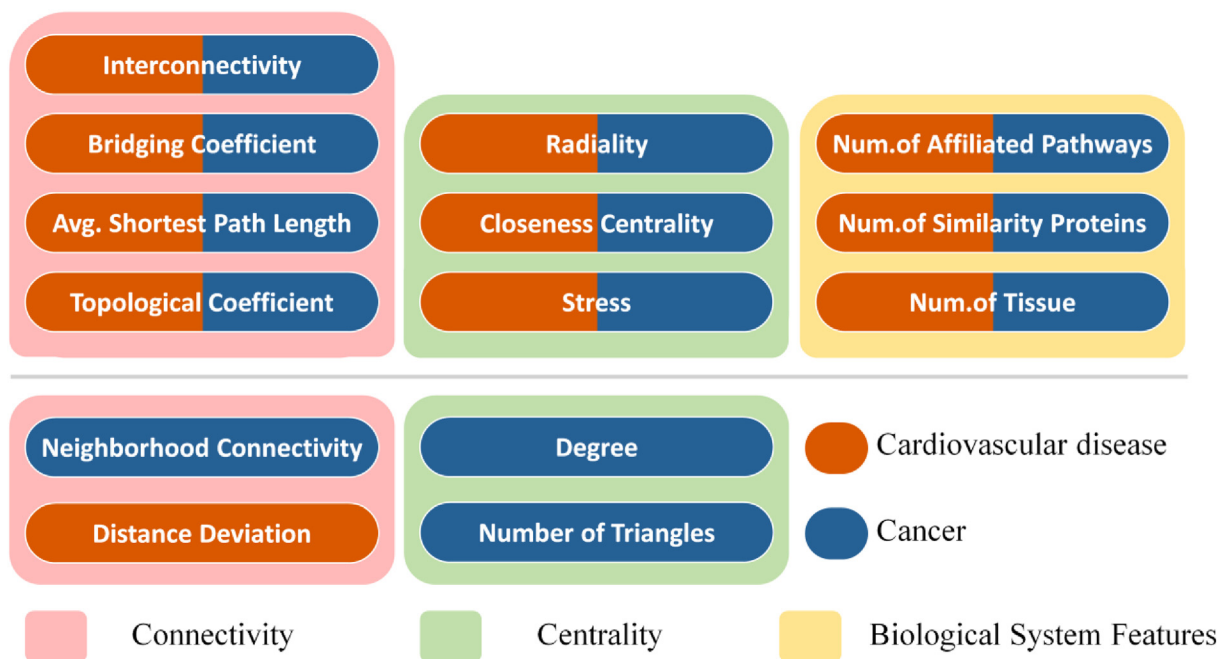 Interconnectivity
Bridging Coefficient
Avg. Shortest Path Length
Topological Coefficient
Radiality
Closeness Centrality
Stress
Num.of Affiliated Pathways
Num.of Similarity Proteins
Num.of Tissue
Neighborhood Connectivity
Distance Deviation
Degree
Number of Triangles
Cardiovascular disease
Cancer
Connectivity
Centrality
Biological System Features